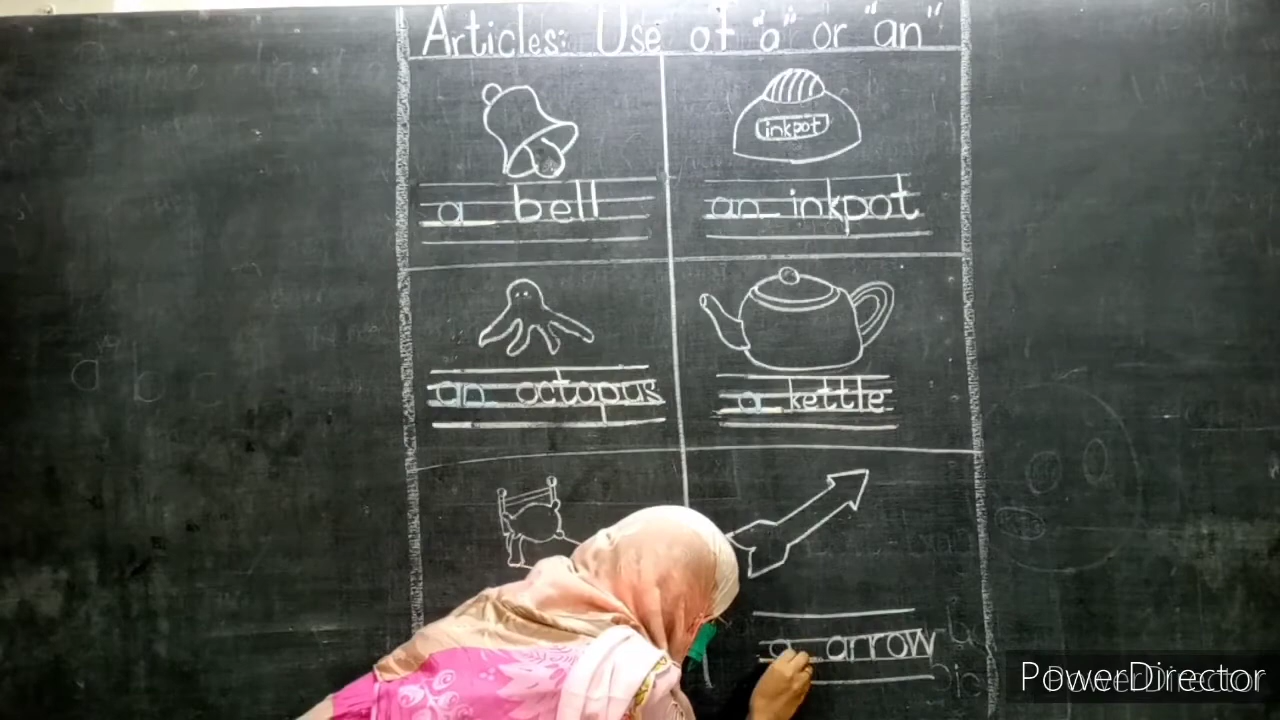 Articles: Use of "a" or "an"
inkpot
a bell
an inkpot
an octopus
a kettle
a arrow
a b c
PowerDirector